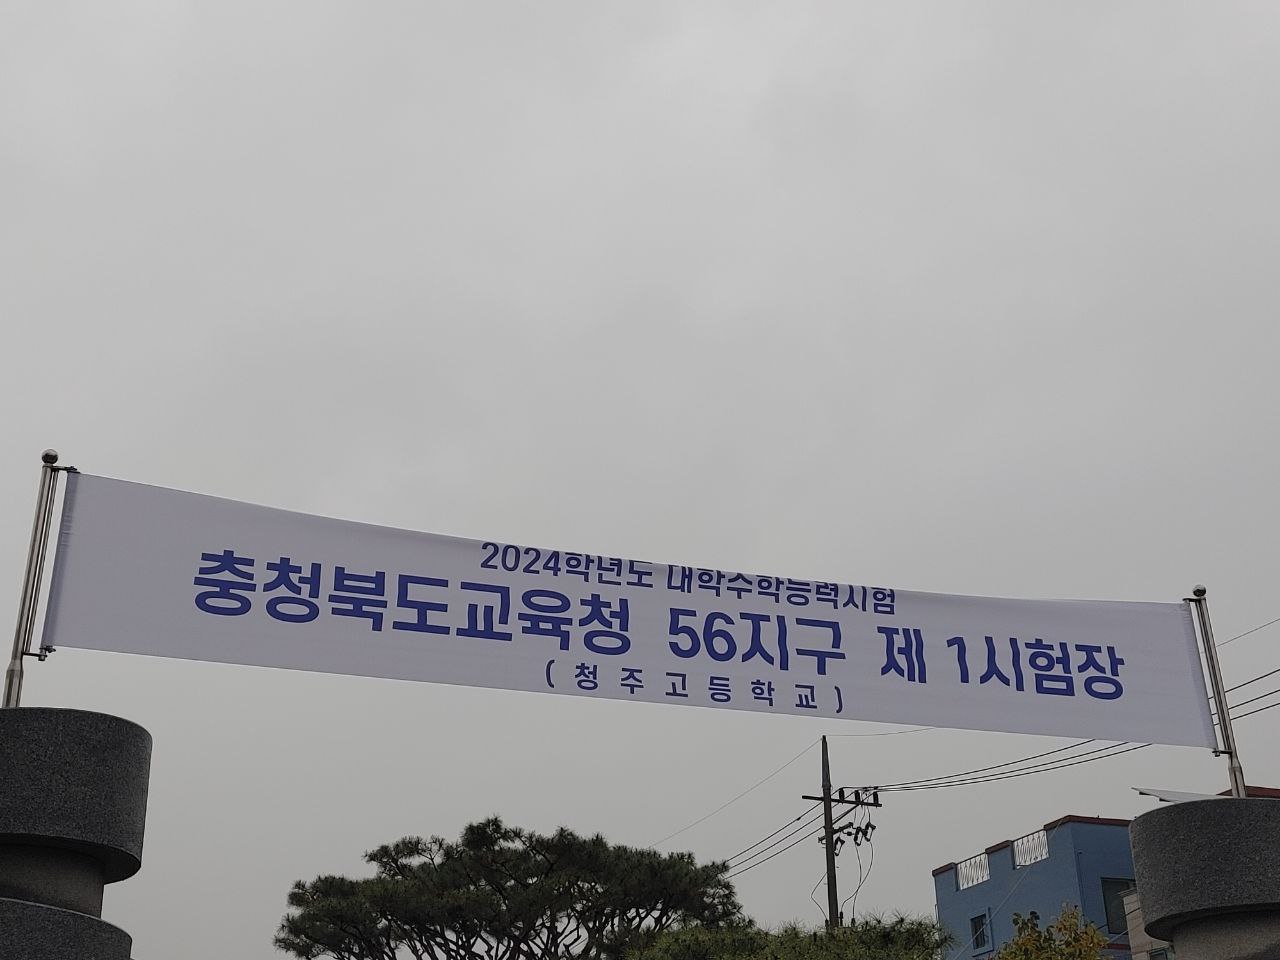 2024학년도 대학수학능력시험
충청북도교육청 56지구 제 1시험장
( 청 주 고 등 학 교 )